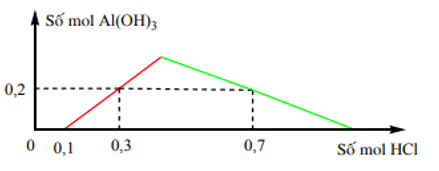 Số mol Al(OH)3
0,2
0 0,1 0,3 0,7 Số mol HCl